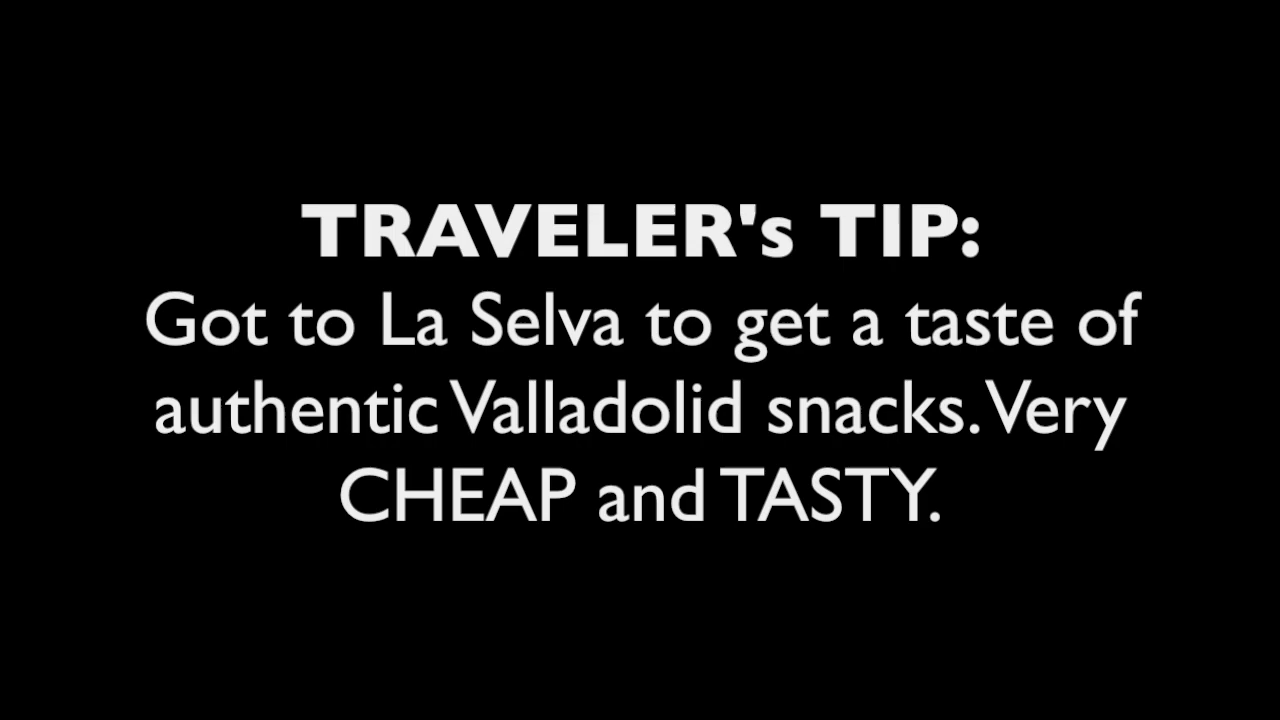 TRAVELER's TIP:
Got to La Selva to get a taste of
authentic Valladolid snacks. Very
CHEAP and TASTY.